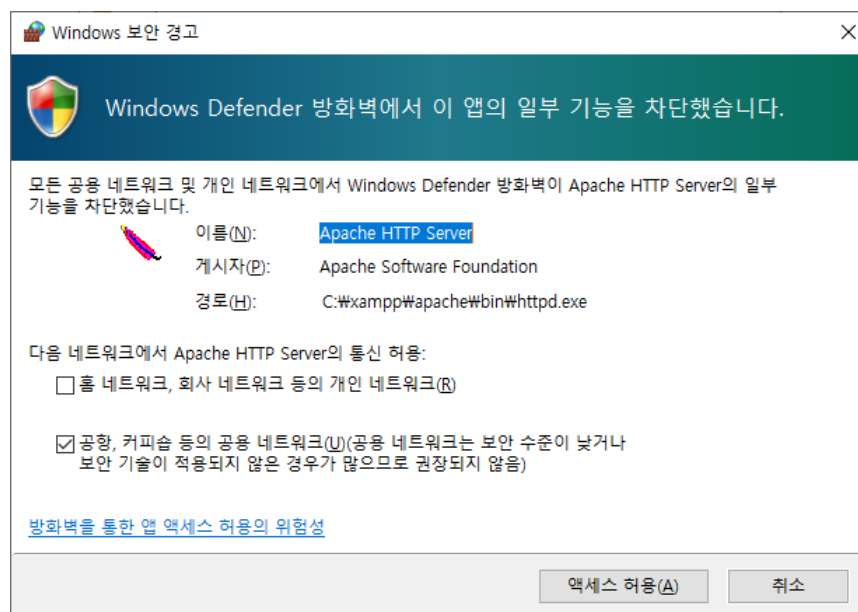 Windows 보안 경고
Windows Defender 방화벽에서 이 앱의 일부 기능을 차단했습니다.
모든 공용 네트워크 및 개인 네트워크에서 Windows Defender 방화벽이 Apache HTTP Server의 일부
기능을 차단했습니다.
이름(N): Apache HTTP Server
게시자(P): Apache Software Foundation
경로(H): C:₩xampp₩apache₩bin₩httpd.exe
다음 네트워크에서 Apache HTTP Server의 통신 허용:
홈 네트워크, 회사 네트워크 등의 개인 네트워크(R)
공항, 커피숍 등의 공용 네트워크(U)(공용 네트워크는 보안 수준이 낮거나
보안 기술이 적용되지 않은 경우가 많으므로 권장되지 않음)
방화벽을 통한 앱 액세스 허용의 위험성
액세스 허용(A) 취소